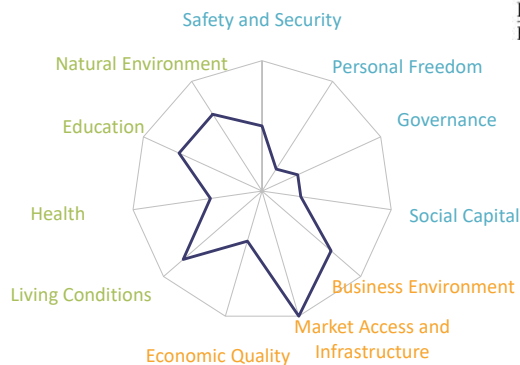 Safety and Security
Personal Freedom
Governance
Social Capital
Business Environment
Market Access and
Infrastructure
Economic Quality
Living Conditions
Health
Education
Natural Environment